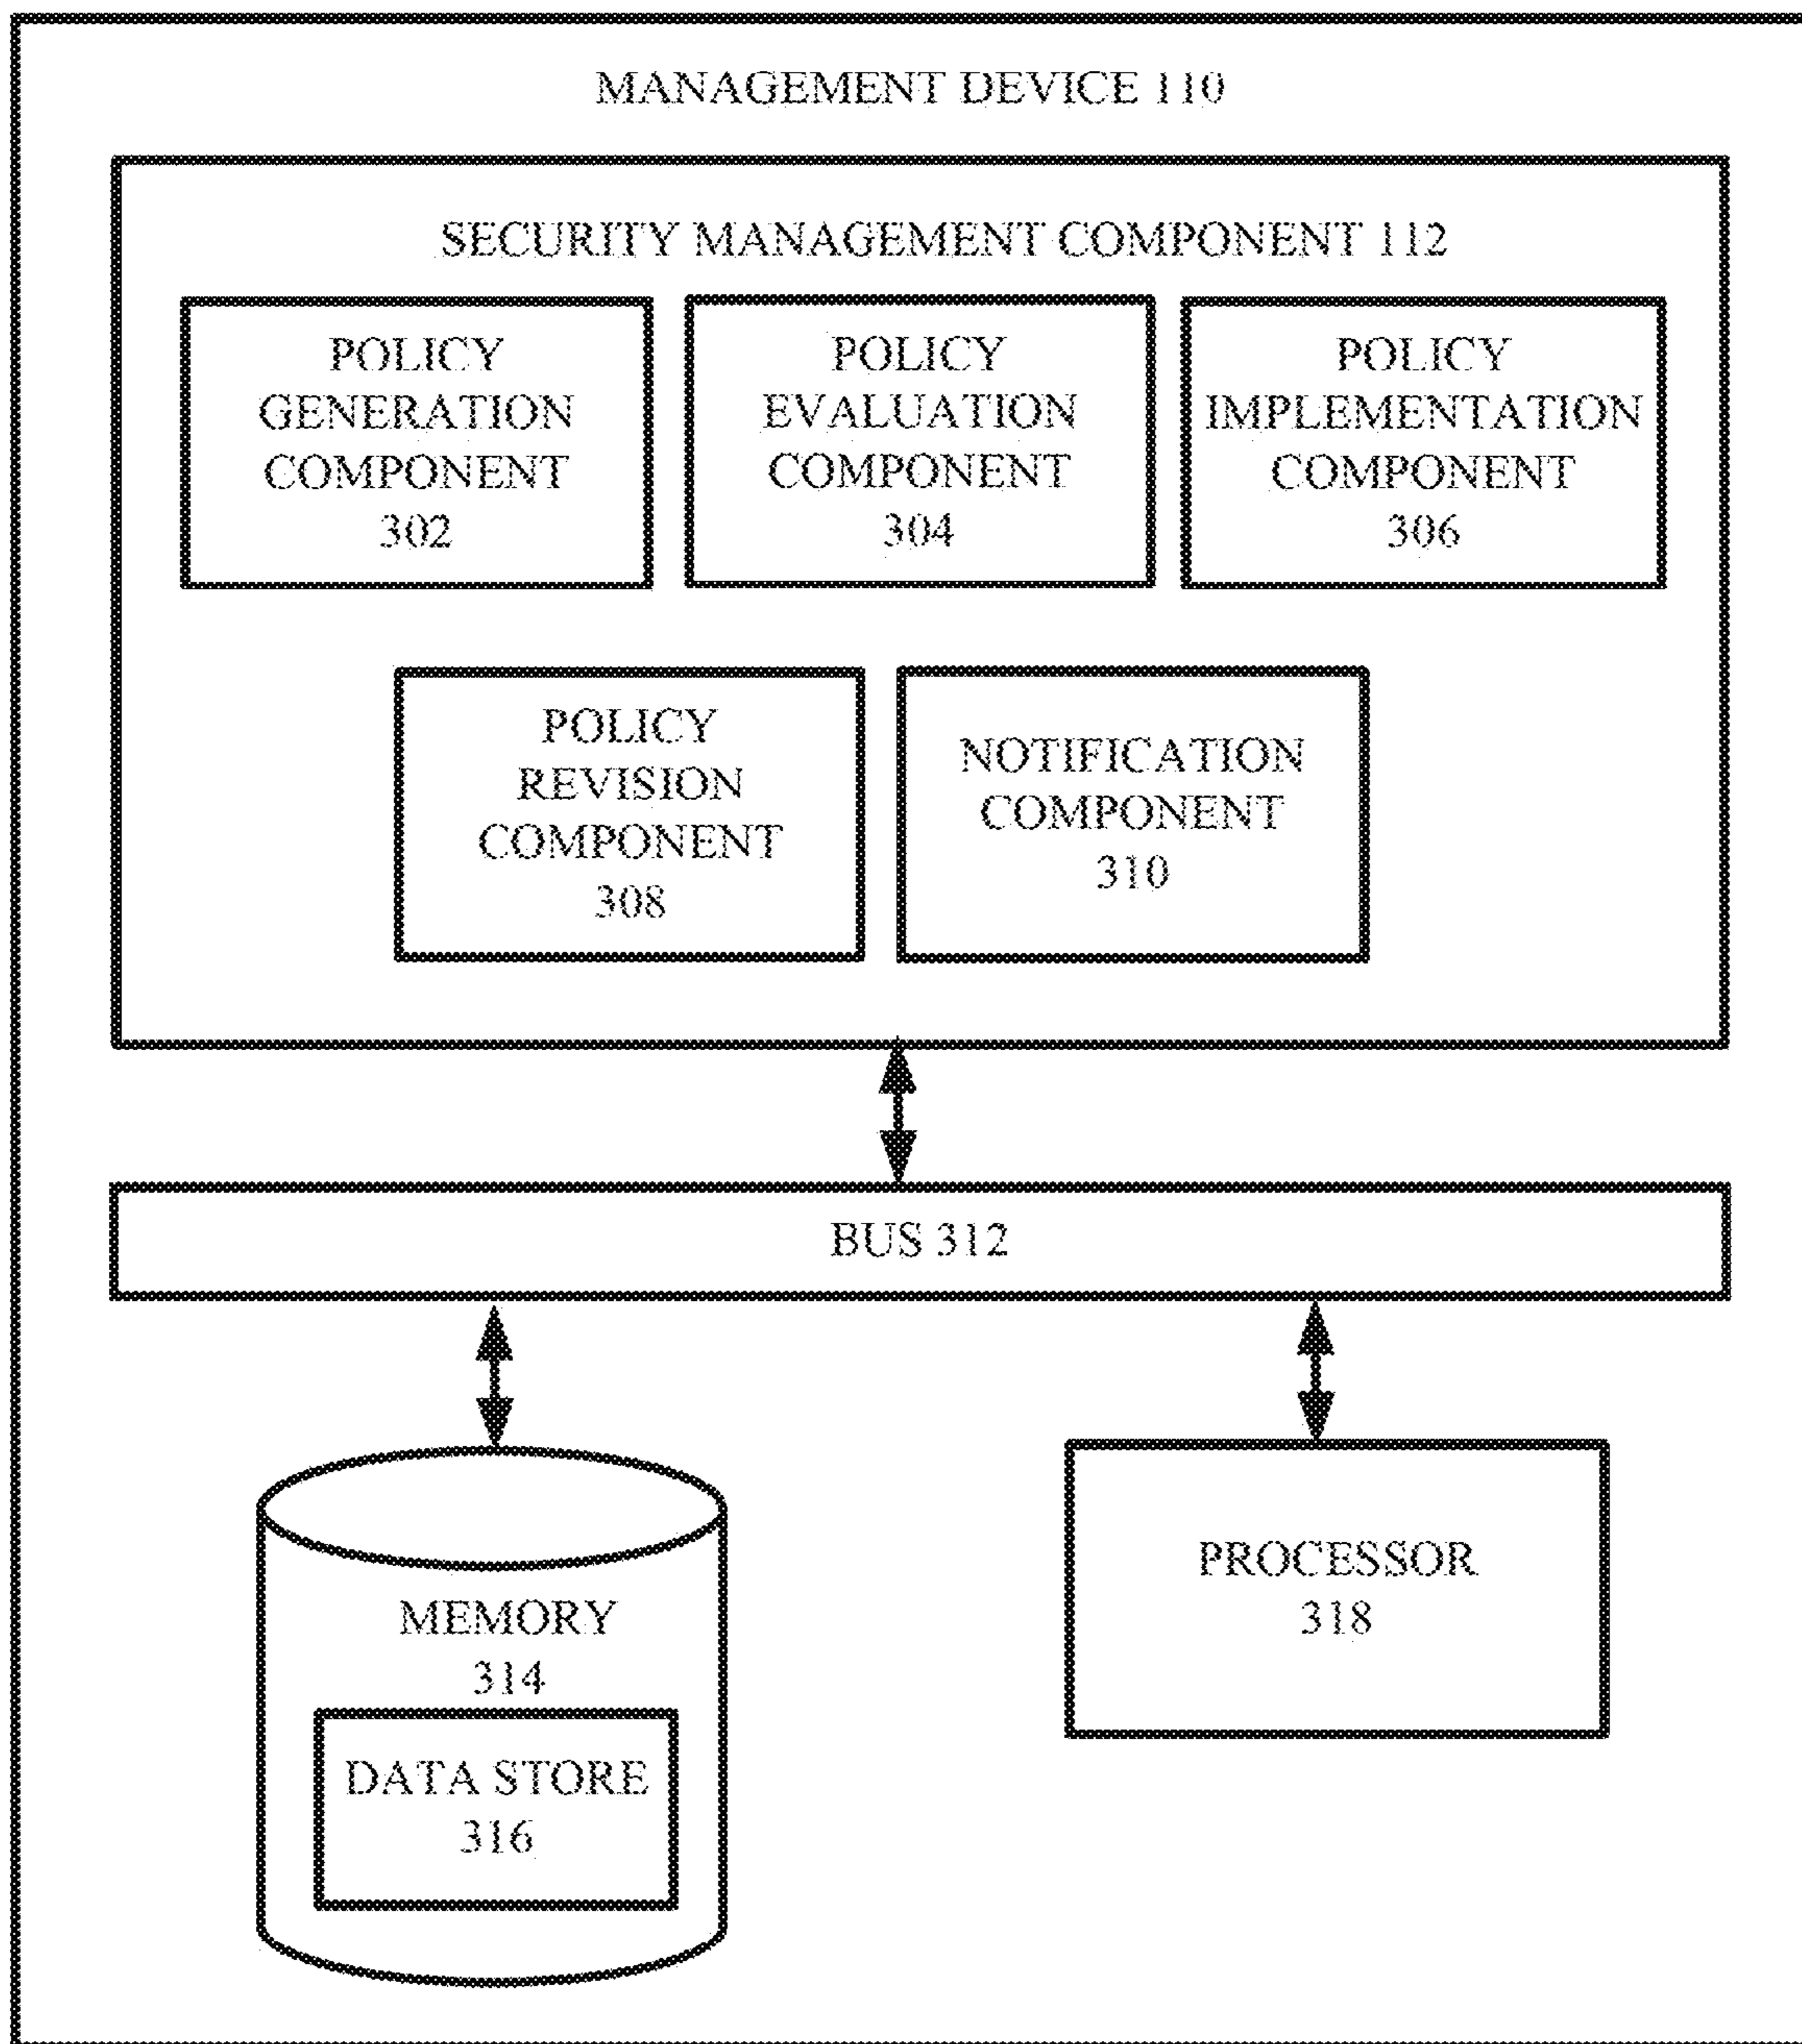 MANAGEMENT DEVICE 110
SECURITY MANAGEMENT COMPONENT 112
POLICY
GENERATION
COMPONENT
302
POLICY
EVALUATION
COMPONENT
304
POLICY
IMPLEMENTATION
COMPONENT
306
POLICY
REVISION
COMPONENT
308
NOTIFICATION
COMPONENT
310
BUS 312
MEMORY
314
DATA STORE
316
PROCESSOR
318